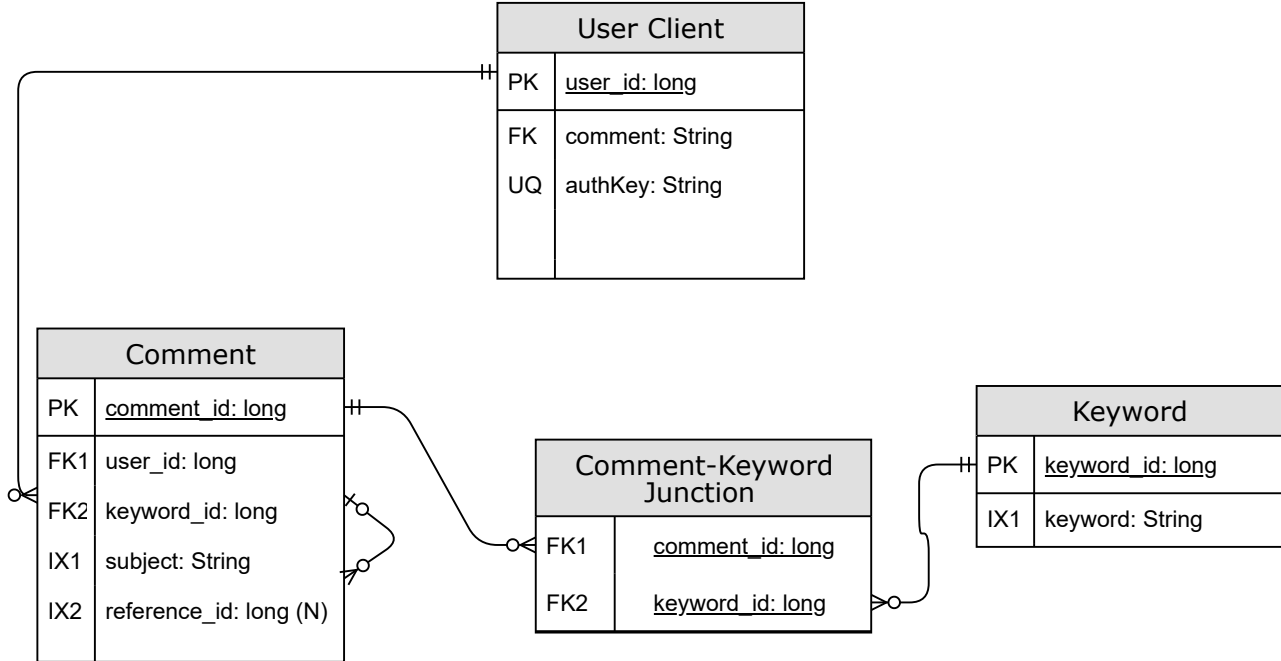 User Client
PK user_id: long
FK comment: String
UQ authKey: String
Comment
PK comment_id: long
FK1 user_id: long
FK2 keyword_id: long
IX1 subject: String
IX2 reference_id: long (N)
Comment-Keyword
Junction
FK1 comment_id: long
FK2 keyword_id: long
Keyword
PK keyword_id: long
IX1 keyword: String